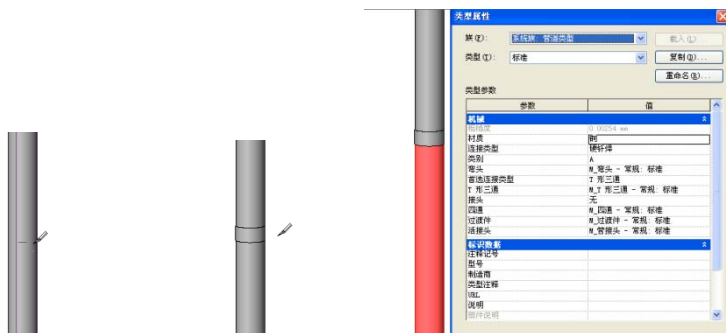 类型属性
族(F): 系统族: 管道类型 载入(L)...
类型(T): 标准 复制(D)...
重命名(R)...
类型参数
参数 值
机械
粗糙度 0.00254 mm
材质 铜
连接类型 硬钎焊
类别 A
弯头 M_弯头 - 常规: 标准
首选连接类型 T 形三通
T 形三通 M_T 形三通 - 常规: 标准
接头 无
四通 M_四通 - 常规: 标准
过渡件 M_过渡件 - 常规: 标准
活接头 M_管接头 - 常规: 标准
标识数据
注释记号
型号
制造商
类型注释
URL
说明
部件说明